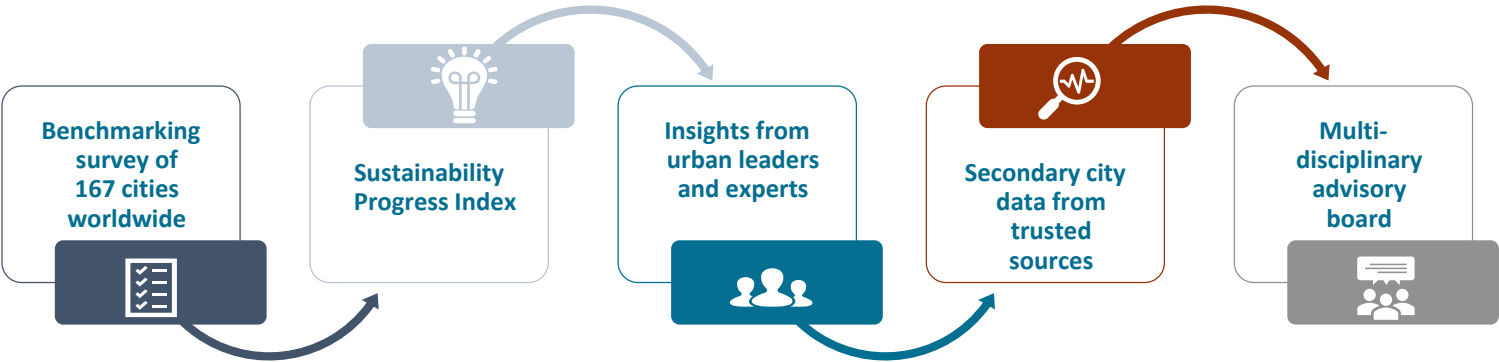 Benchmarking
survey of
167 cities
worldwide
Sustainability
Progress Index
Insights from
urban leaders
and experts
Secondary city
data from
trusted
sources
Multi-
disciplinary
advisory
board